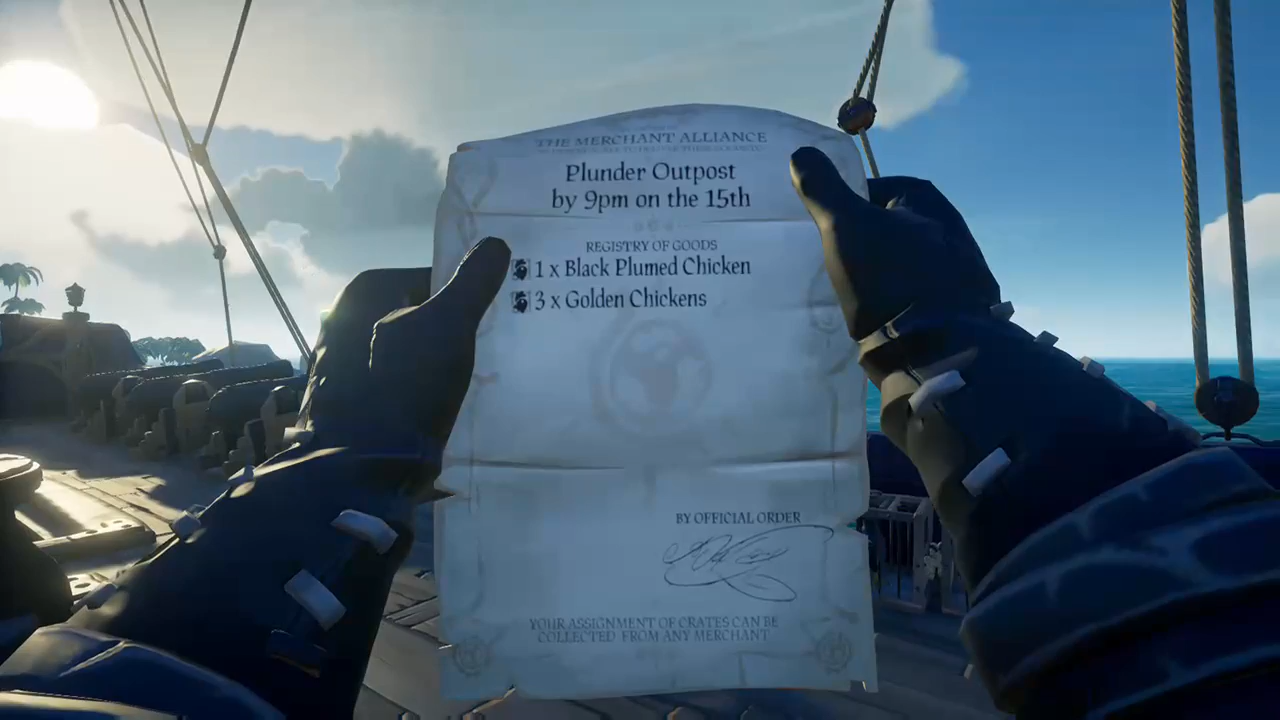 THE MERCHANT ALLIANCE
Plunder Outpost
by 9pm on the 15th
REGISTRY OF GOODS
1 x Black Plumed Chicken
3 x Golden Chickens
BY OFFICIAL ORDER
YOUR ASSIGNMENT OF CRATES CAN BE
COLLECTED FROM ANY MERCHANT